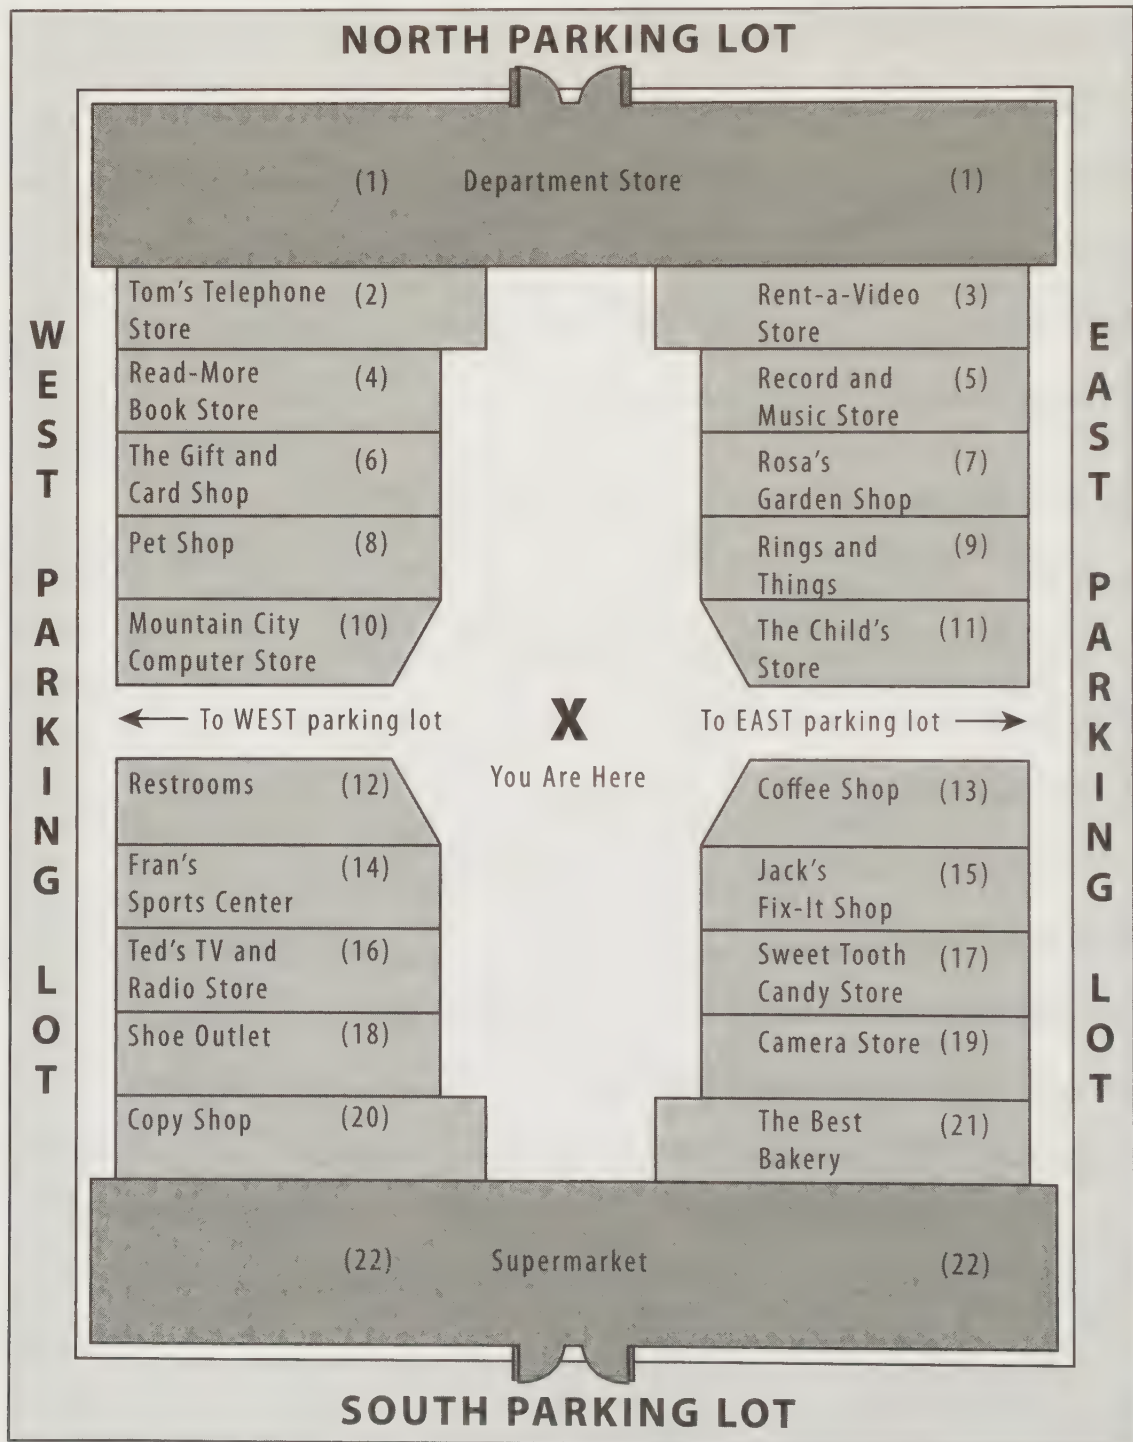 NORTH PARKING LOT
(1) Department Store (1)
WEST PARKING LOT
Tom's Telephone (2)
Store
Read-More (4)
Book Store
The Gift and (6)
Card Shop
Pet Shop (8)
Mountain City (10)
Computer Store
Rent-a-Video (3)
Store
Record and (5)
Music Store
Rosa's (7)
Garden Shop
Rings and (9)
Things
The Child's (11)
Store
EAST PARKING LOT
← To WEST parking lot
X
You Are Here
To EAST parking lot →
Restrooms (12)
Fran's (14)
Sports Center
Ted's TV and (16)
Radio Store
Shoe Outlet (18)
Copy Shop (20)
Coffee Shop (13)
Jack's (15)
Fix-It Shop
Sweet Tooth (17)
Candy Store
Camera Store (19)
The Best (21)
Bakery
(22) Supermarket (22)
SOUTH PARKING LOT